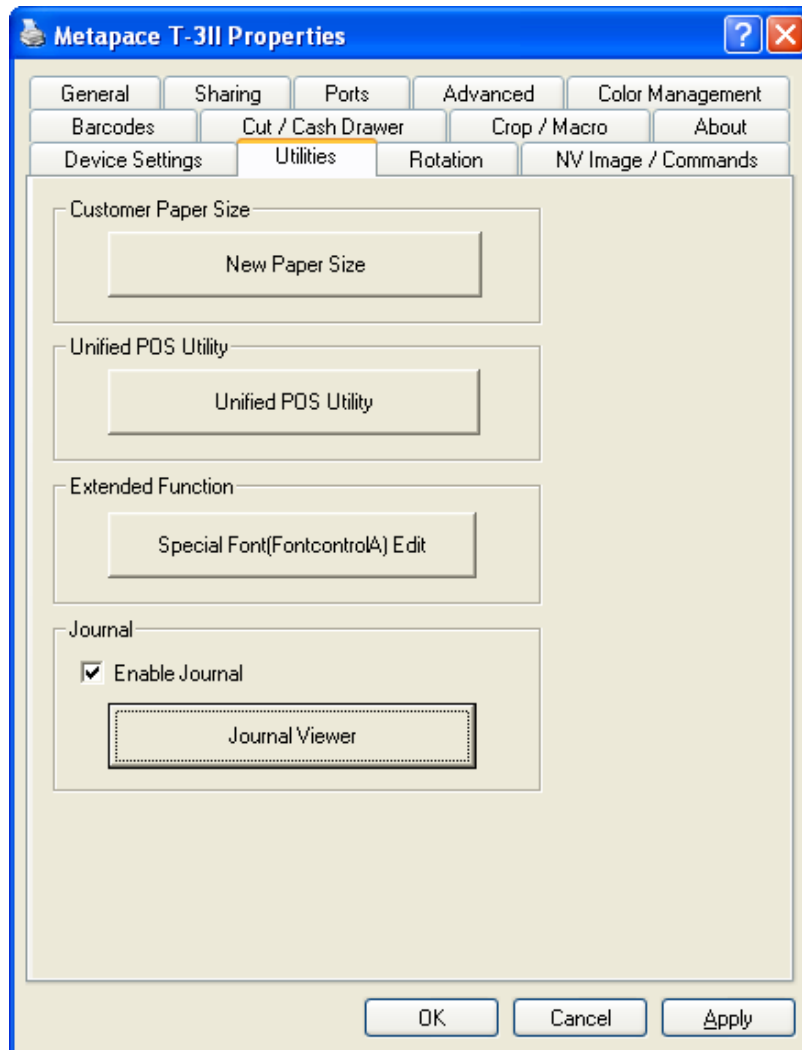 Metapace T-3II Properties
General Sharing Ports Advanced Color Management
Barcodes Cut / Cash Drawer Crop / Macro About
Device Settings Utilities Rotation NV Image / Commands
Customer Paper Size
New Paper Size
Unified POS Utility
Unified POS Utility
Extended Function
Special Font(FontcontrolA) Edit
Journal
Enable Journal
Journal Viewer
OK Cancel Apply